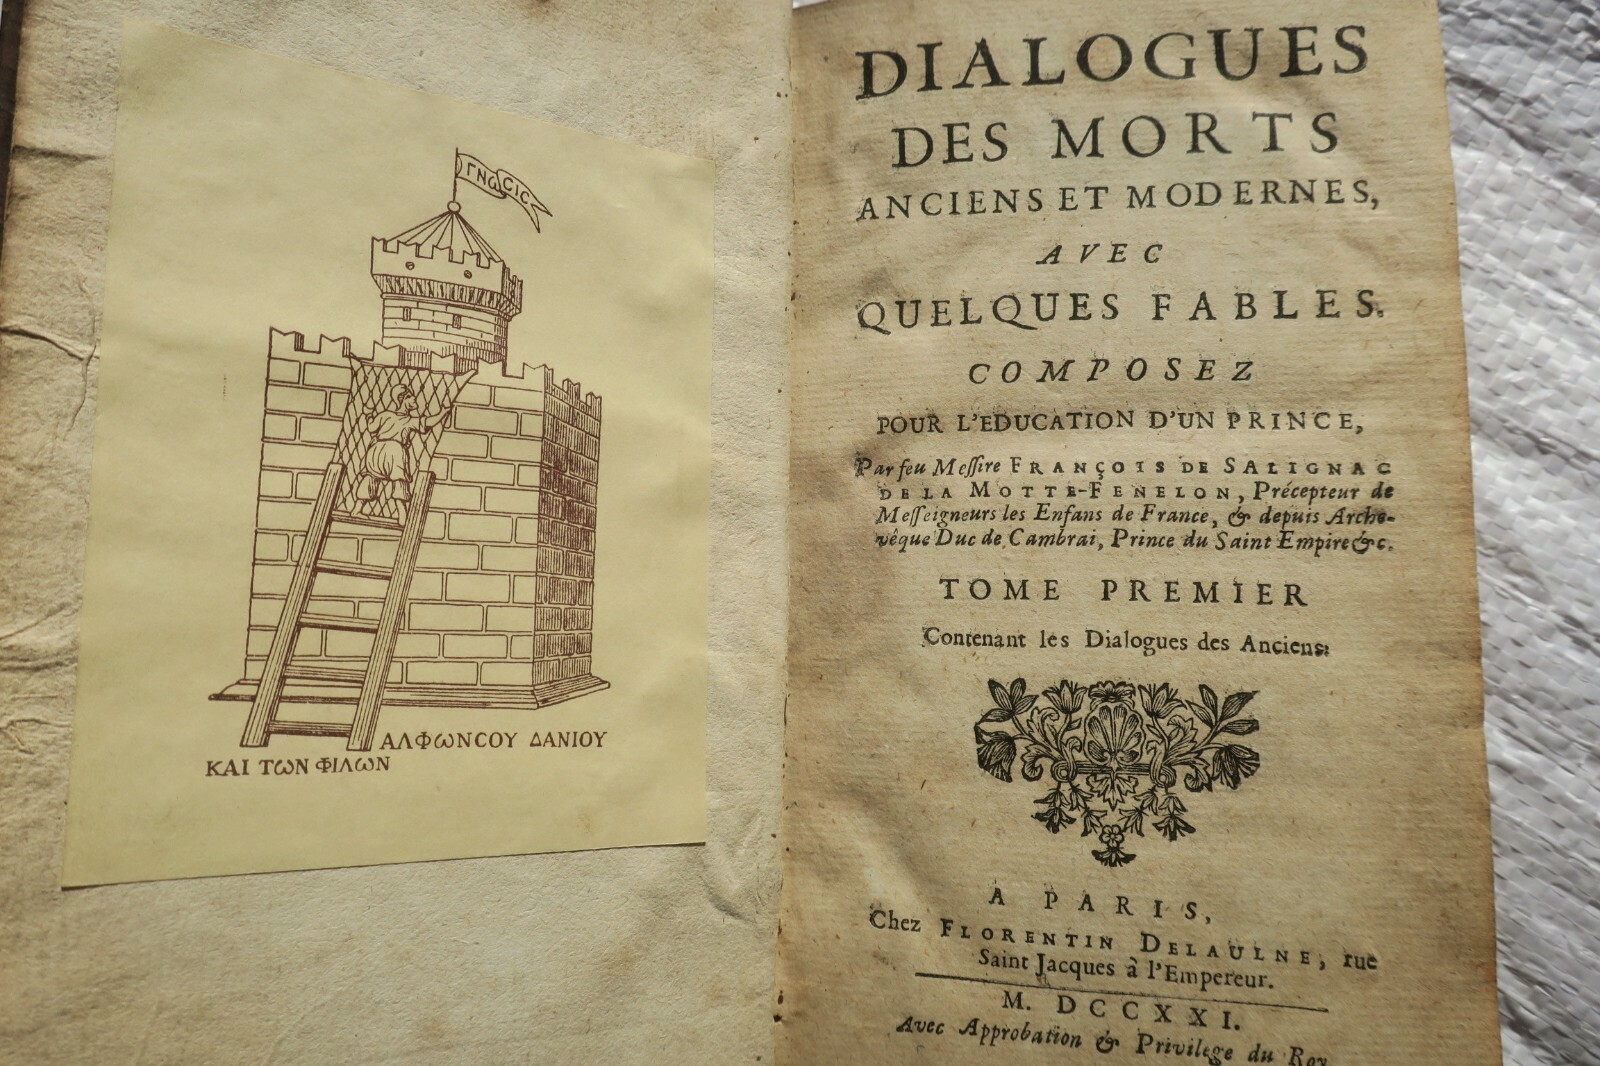 ΓΝωϹΙϹ
ΑΛΦωΝϹΟΥ ΔΑΝΙΟΥ
ΚΑΙ ΤωΝ ΦΙΛωΝ
DIALOGUES
DES MORTS
ANCIENS ET MODERNES,
AVEC
QUELQUES FABLES.
COMPOSEZ
POUR L'EDUCATION D'UN PRINCE,
Par feu Meſſire FRANÇOIS DE SALIGNAC
DE LA MOTTE-FENELON, Précepteur de
Meſſeigneurs les Enfans de France, & depuis Arche-
vêque Duc de Cambrai, Prince du Saint Empire &c.
TOME PREMIER
Contenant les Dialogues des Anciens.
A PARIS,
Chez FLORENTIN DELAULNE, rue
Saint Jacques à l'Empereur.
M. DCCXXI.
Avec Approbation & Privilege du Roy